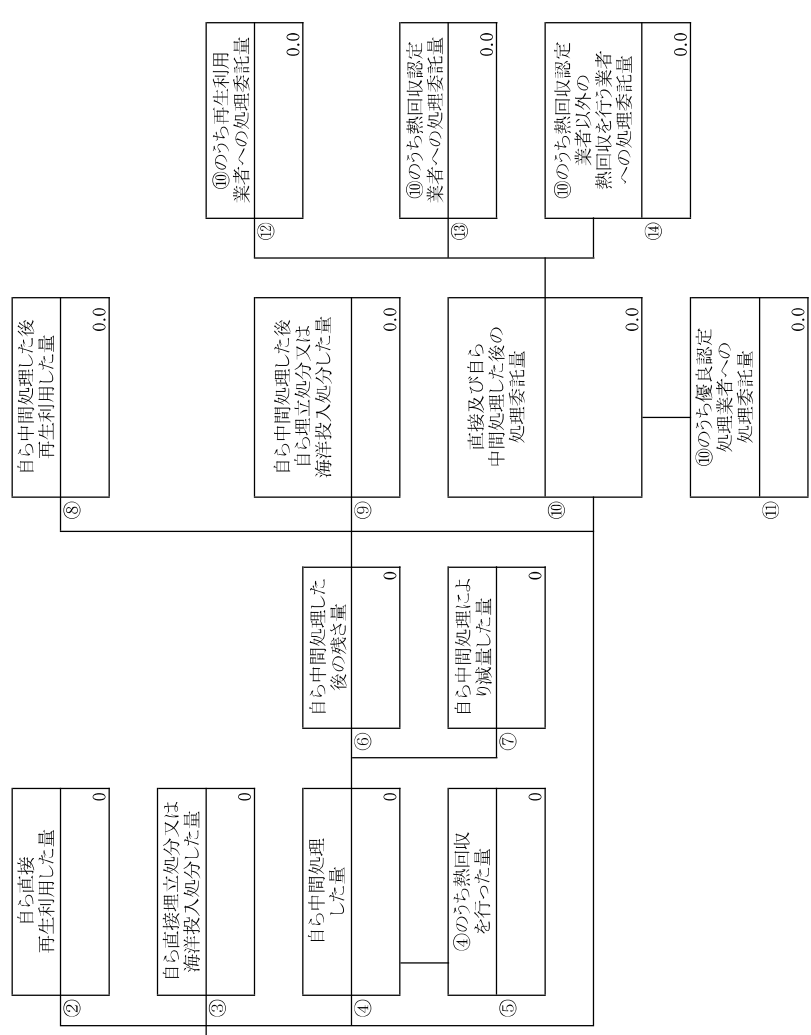 ②
自ら直接
再生利用した量
0
③
自ら直接埋立処分又は
海洋投入処分した量
0
④
自ら中間処理
した量
0
⑤
④のうち熱回収
を行った量
0
⑥
自ら中間処理した
後の残さ量
0
⑦
自ら中間処理によ
り減量した量
0
⑧
自ら中間処理した後
再生利用した量
0.0
⑨
自ら中間処理した後
自ら埋立処分又は
海洋投入処分した量
0.0
⑩
直接及び自ら
中間処理した後の
処理委託量
0.0
⑪
⑩のうち優良認定
処理業者への
処理委託量
0.0
⑫
⑩のうち再生利用
業者への処理委託量
0.0
⑬
⑩のうち熱回収認定
業者への処理委託量
0.0
⑭
⑩のうち熱回収認定
業者以外の
熱回収を行う業者
への処理委託量
0.0